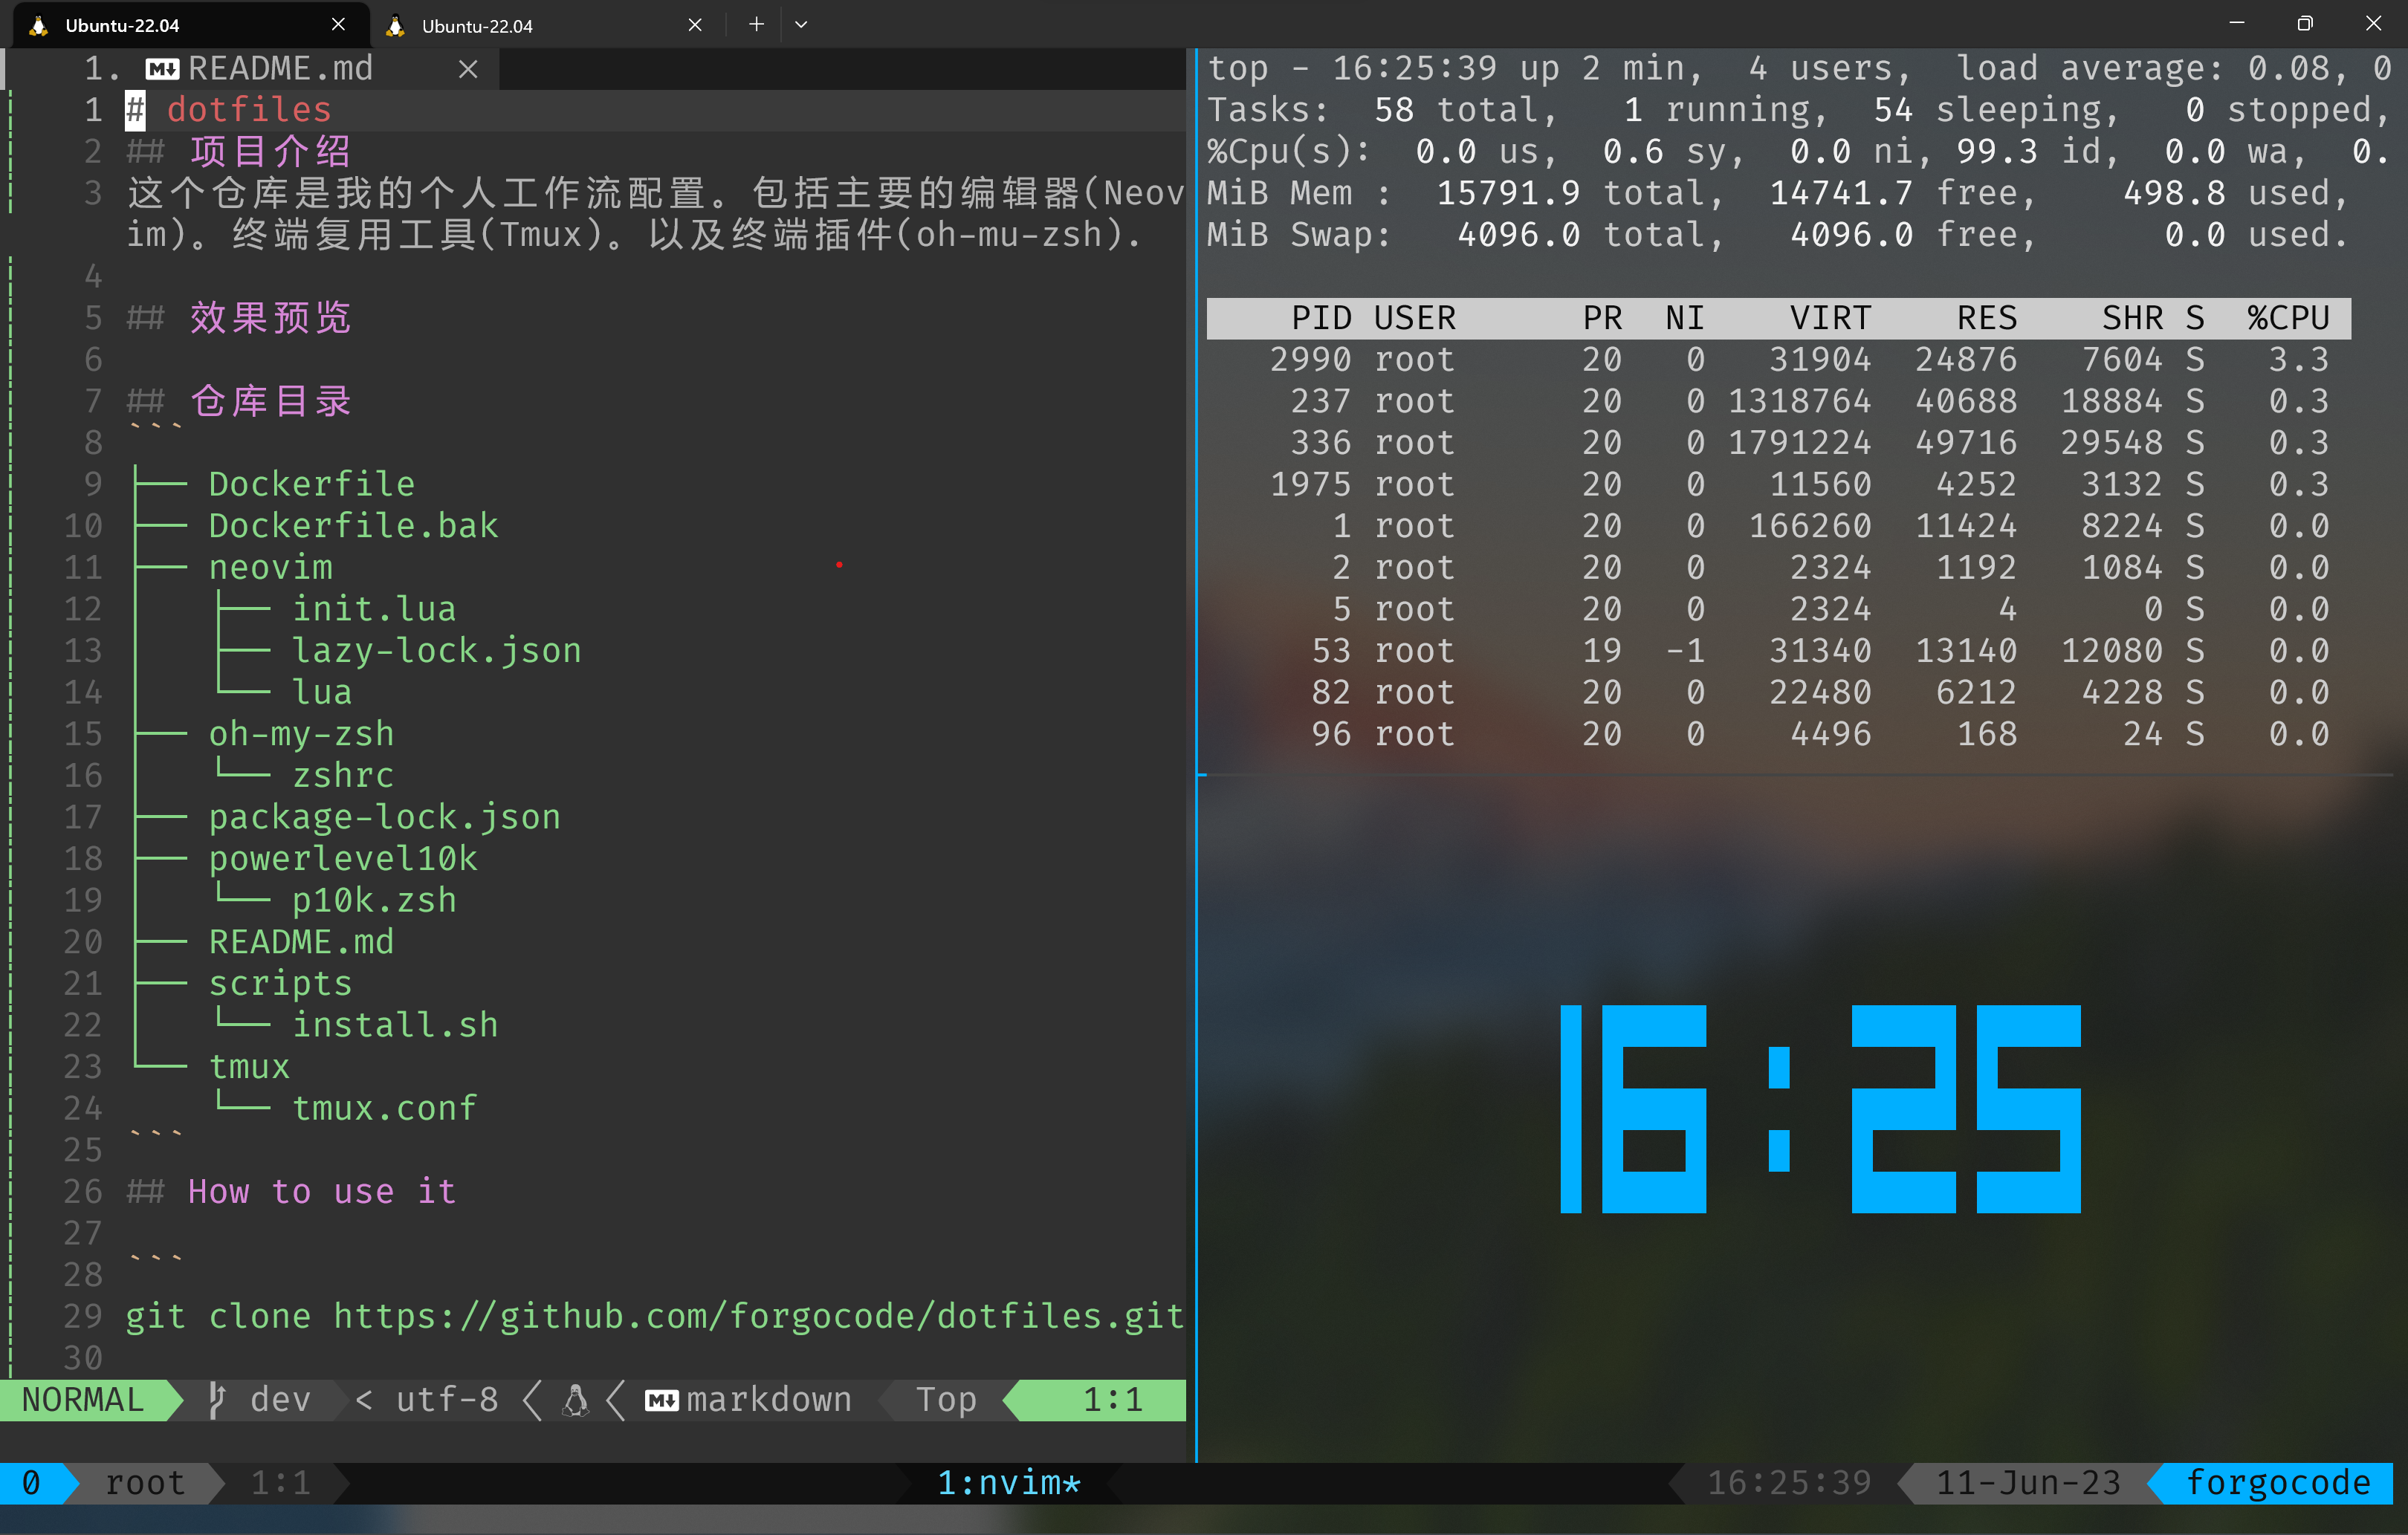 Ubuntu-22.04
Ubuntu-22.04
1. README.md
1 # dotfiles
2 ## 项目介绍
3 这个仓库是我的个人工作流配置。包括主要的编辑器(Neov
im)。终端复用工具(Tmux)。以及终端插件(oh-mu-zsh).
4
5 ## 效果预览
6
7 ## 仓库目录
8 ```
9 ├── Dockerfile
10 ├── Dockerfile.bak
11 ├── neovim
12 │   ├── init.lua
13 │   ├── lazy-lock.json
14 │   └── lua
15 ├── oh-my-zsh
16 │   └── zshrc
17 ├── package-lock.json
18 ├── powerlevel10k
19 │   └── p10k.zsh
20 ├── README.md
21 ├── scripts
22 │   └── install.sh
23 └── tmux
24     └── tmux.conf
25 ```
26 ## How to use it
27
28 ```
29 git clone https://github.com/forgocode/dotfiles.git
30
NORMAL dev < utf-8 markdown Top 1:1
top - 16:25:39 up 2 min,  4 users,  load average: 0.08, 0
Tasks:  58 total,   1 running,  54 sleeping,   0 stopped,
%Cpu(s):  0.0 us,  0.6 sy,  0.0 ni, 99.3 id,  0.0 wa,  0.
MiB Mem :  15791.9 total,  14741.7 free,    498.8 used,
MiB Swap:   4096.0 total,   4096.0 free,      0.0 used.
PID USER PR NI VIRT RES SHR S %CPU
2990 root 20 0 31904 24876 7604 S 3.3
237 root 20 0 1318764 40688 18884 S 0.3
336 root 20 0 1791224 49716 29548 S 0.3
1975 root 20 0 11560 4252 3132 S 0.3
1 root 20 0 166260 11424 8224 S 0.0
2 root 20 0 2324 1192 1084 S 0.0
5 root 20 0 2324 4 0 S 0.0
53 root 19 -1 31340 13140 12080 S 0.0
82 root 20 0 22480 6212 4228 S 0.0
96 root 20 0 4496 168 24 S 0.0
16:25
0 root 1:1 1:nvim* 16:25:39 11-Jun-23 forgocode